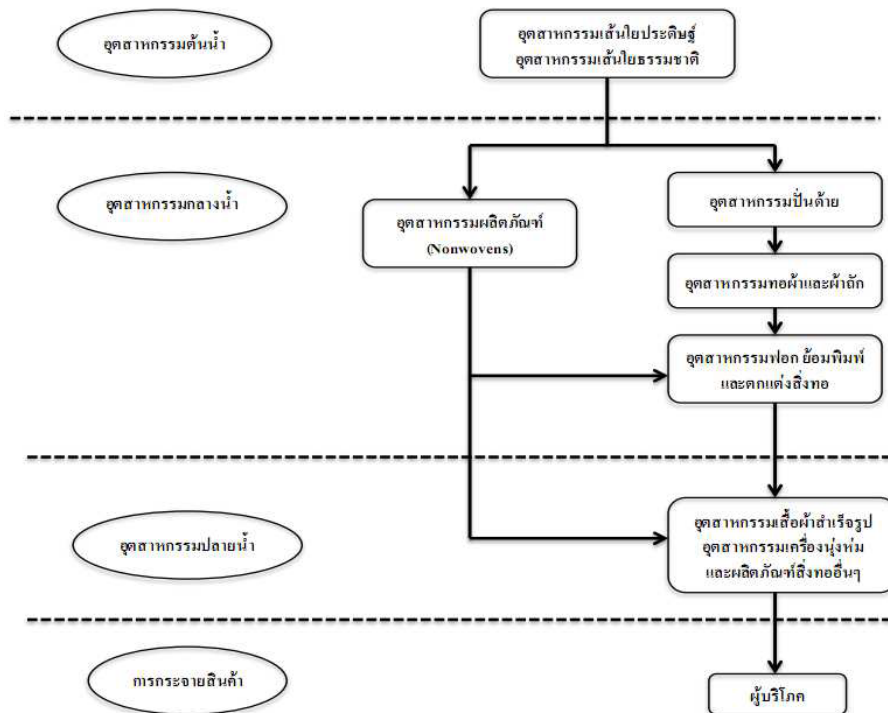 อุตสาหกรรมต้นน้ำ
อุตสาหกรรมเส้นใยประดิษฐ์
อุตสาหกรรมเส้นใยธรรมชาติ
อุตสาหกรรมกลางน้ำ
อุตสาหกรรมผลิตภัณฑ์
(Nonwovens)
อุตสาหกรรมปั่นด้าย
อุตสาหกรรมทอผ้าและผ้าถัก
อุตสาหกรรมฟอก ย้อมพิมพ์
และตกแต่งสิ่งทอ
อุตสาหกรรมปลายน้ำ
อุตสาหกรรมเสื้อผ้าสำเร็จรูป
อุตสาหกรรมเครื่องนุ่งห่ม
และผลิตภัณฑ์สิ่งทออื่นๆ
การกระจายสินค้า
ผู้บริโภค